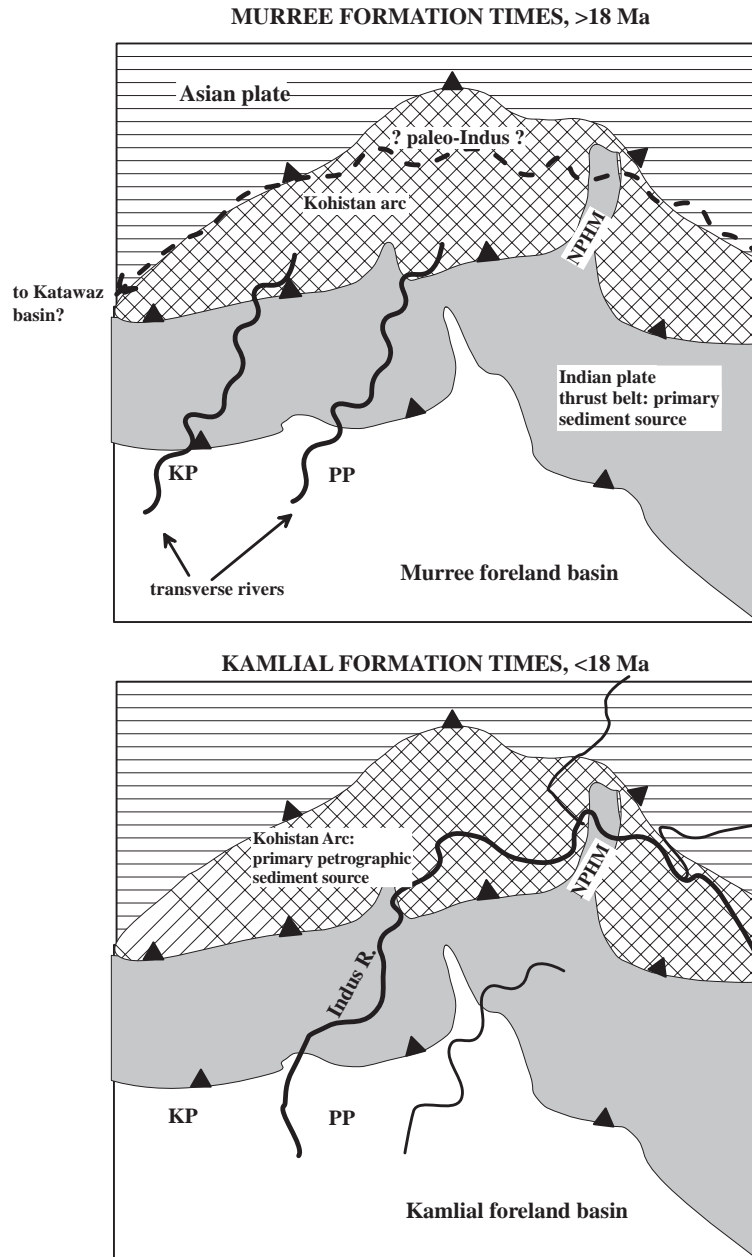 MURREE FORMATION TIMES, >18 Ma
Asian plate
? paleo-Indus ?
Kohistan arc
NPHM
to Katawaz
basin?
Indian plate
thrust belt: primary
sediment source
KP
PP
transverse rivers
Murree foreland basin
KAMLIAL FORMATION TIMES, <18 Ma
Kohistan Arc:
primary petrographic
sediment source
NPHM
Indus R.
KP
PP
Kamlial foreland basin